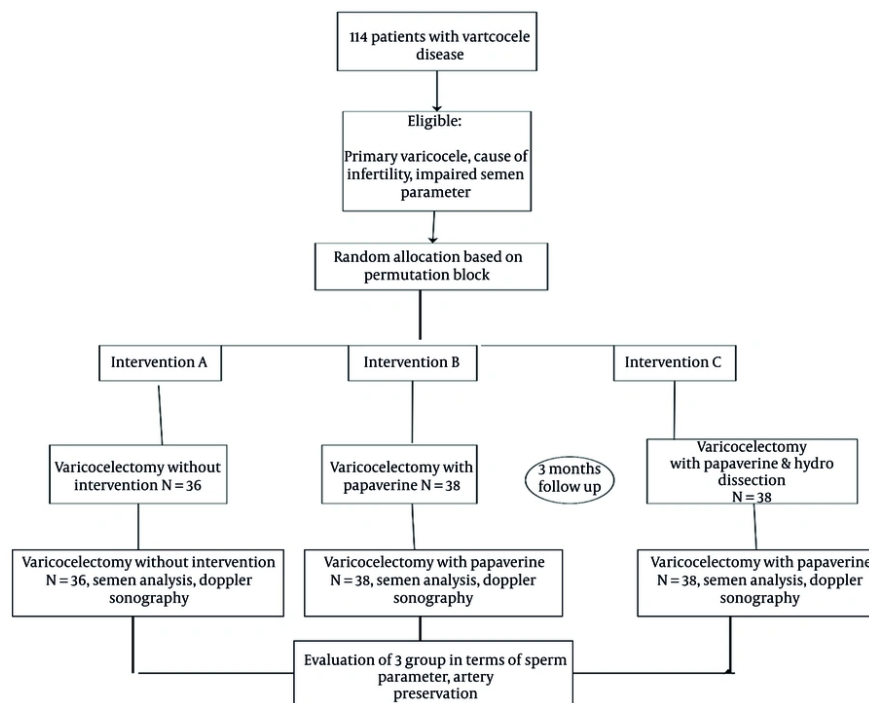 114 patients with vartcocele
disease
Eligible:
Primary varicocele, cause of
infertility, impaired semen
parameter
Random allocation based on
permutation block
Intervention A
Intervention B
Intervention C
Varicocelectomy without
intervention N = 36
Varicocelectomy with
papaverine N = 38
3 months
follow up
Varicocelectomy
with papaverine & hydro
dissection
N = 38
Varicocelectomy without intervention
N = 36, semen analysis, doppler
sonography
Varicocelectomy with papaverine
N = 38, semen analysis, doppler
sonography
Varicocelectomy with papaverine
N = 38, semen analysis, doppler
sonography
Evaluation of 3 group in terms of sperm
parameter, artery
preservation